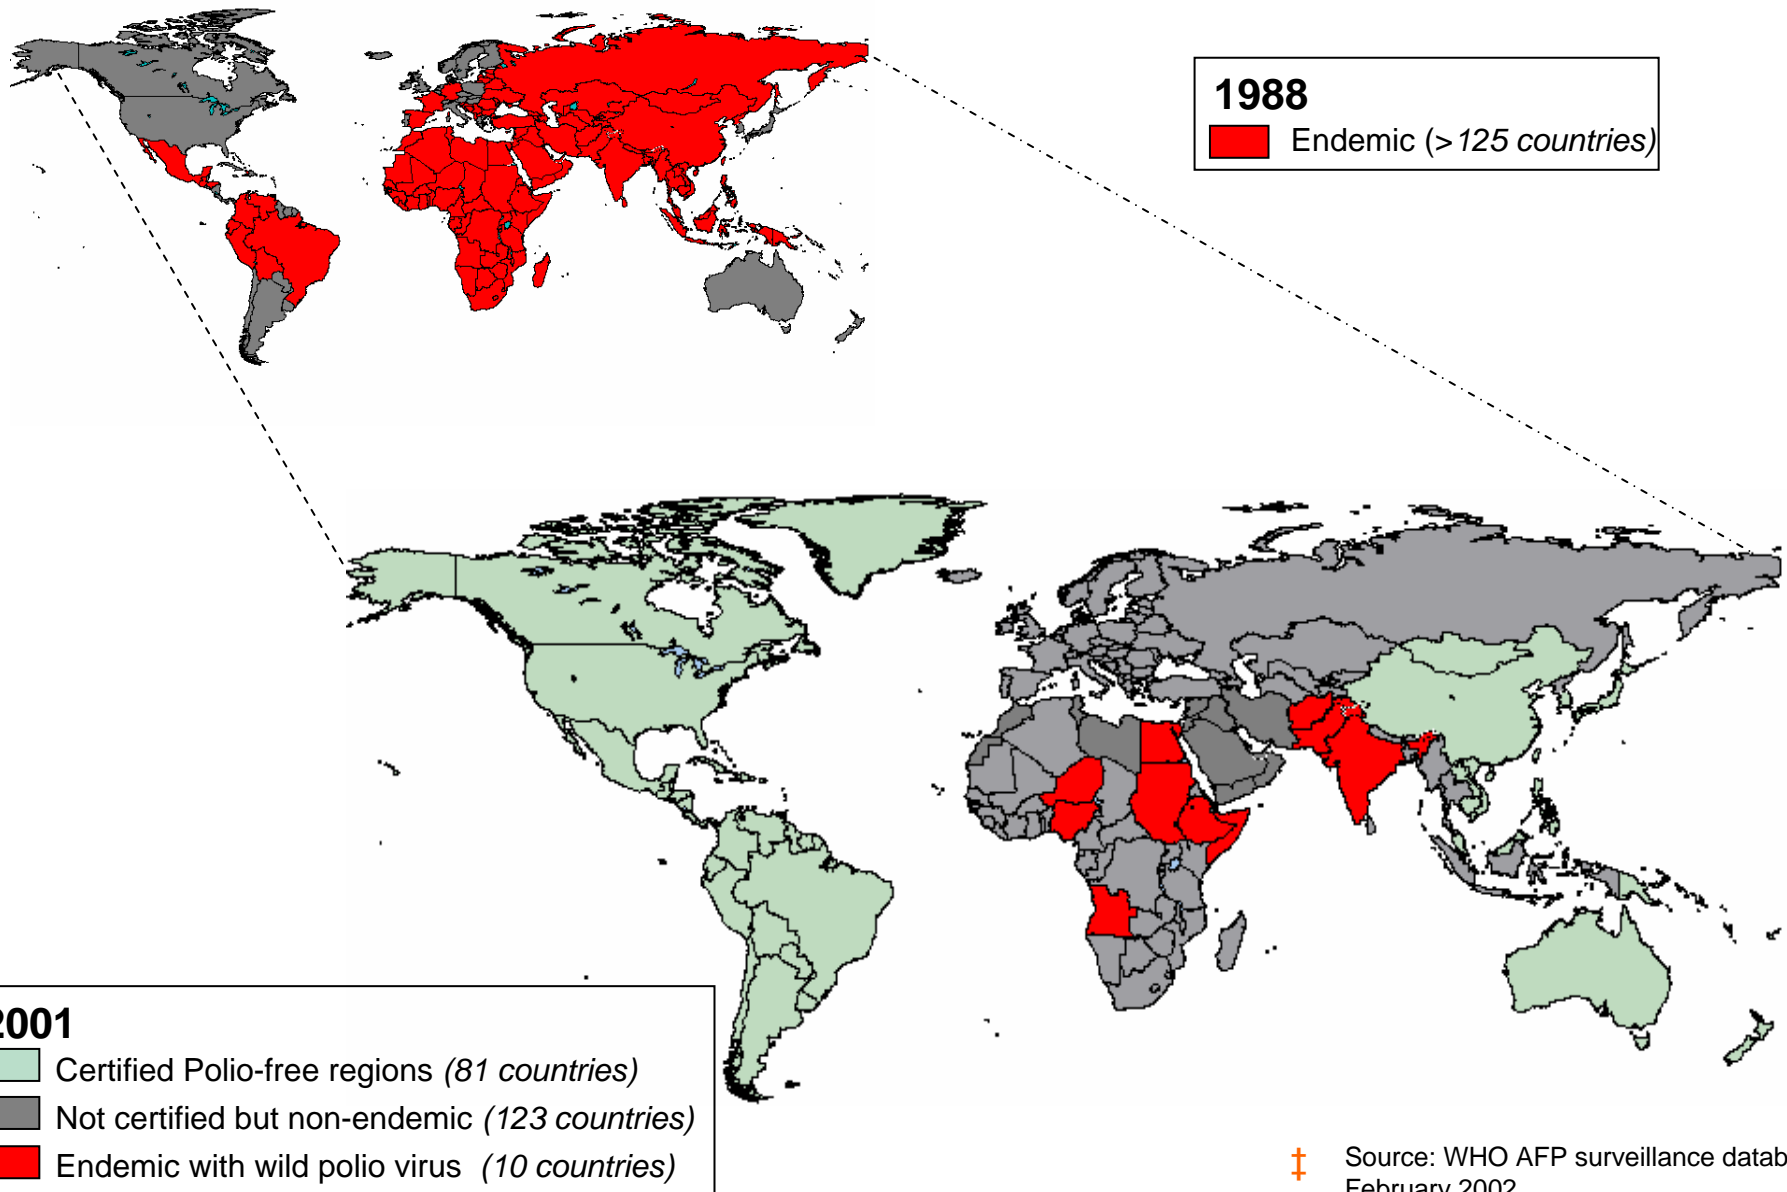 1988
Endemic (>125 countries)
2001
Certified Polio-free regions (81 countries)
Not certified but non-endemic (123 countries)
Endemic with wild polio virus (10 countries)
‡ Source: WHO AFP surveillance datab
February 2002